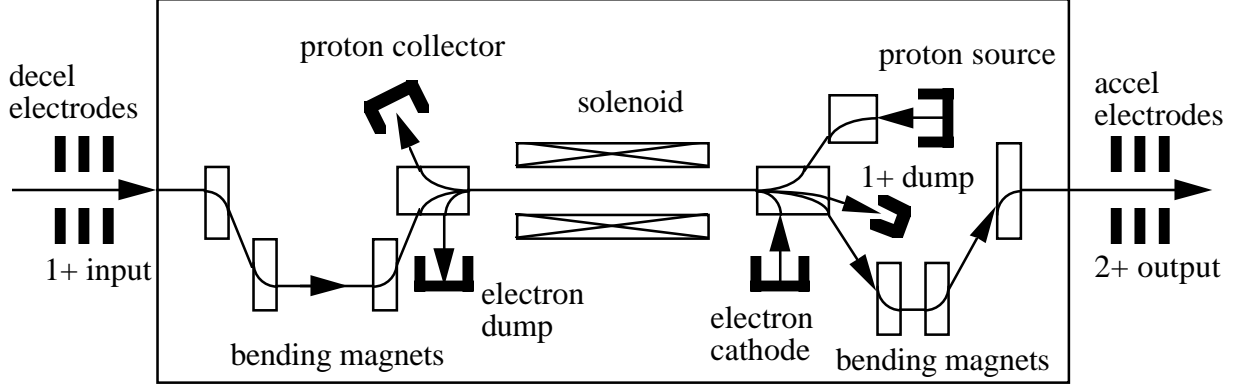 decel
electrodes
1+ input
proton collector
solenoid
electron
dump
bending magnets
proton source
1+ dump
electron
cathode
bending magnets
accel
electrodes
2+ output